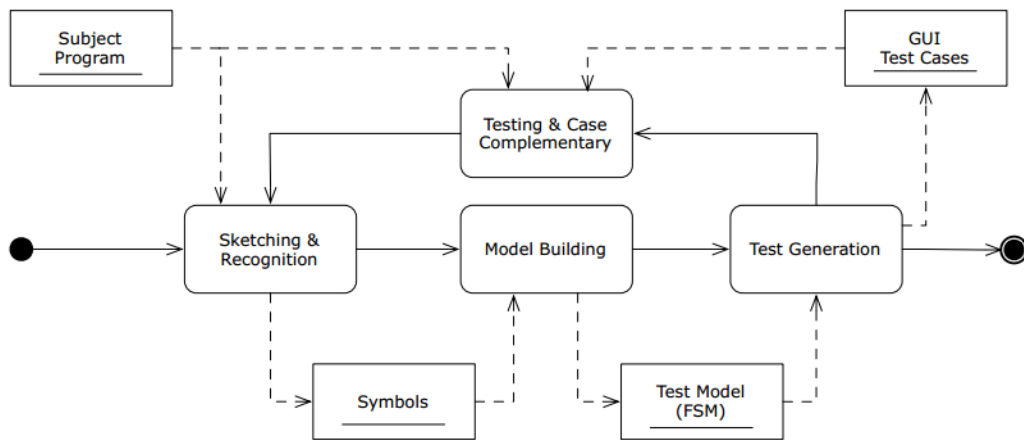 Subject
Program
GUI
Test Cases
Testing & Case
Complementary
Sketching &
Recognition
Model Building
Test Generation
Symbols
Test Model
(FSM)